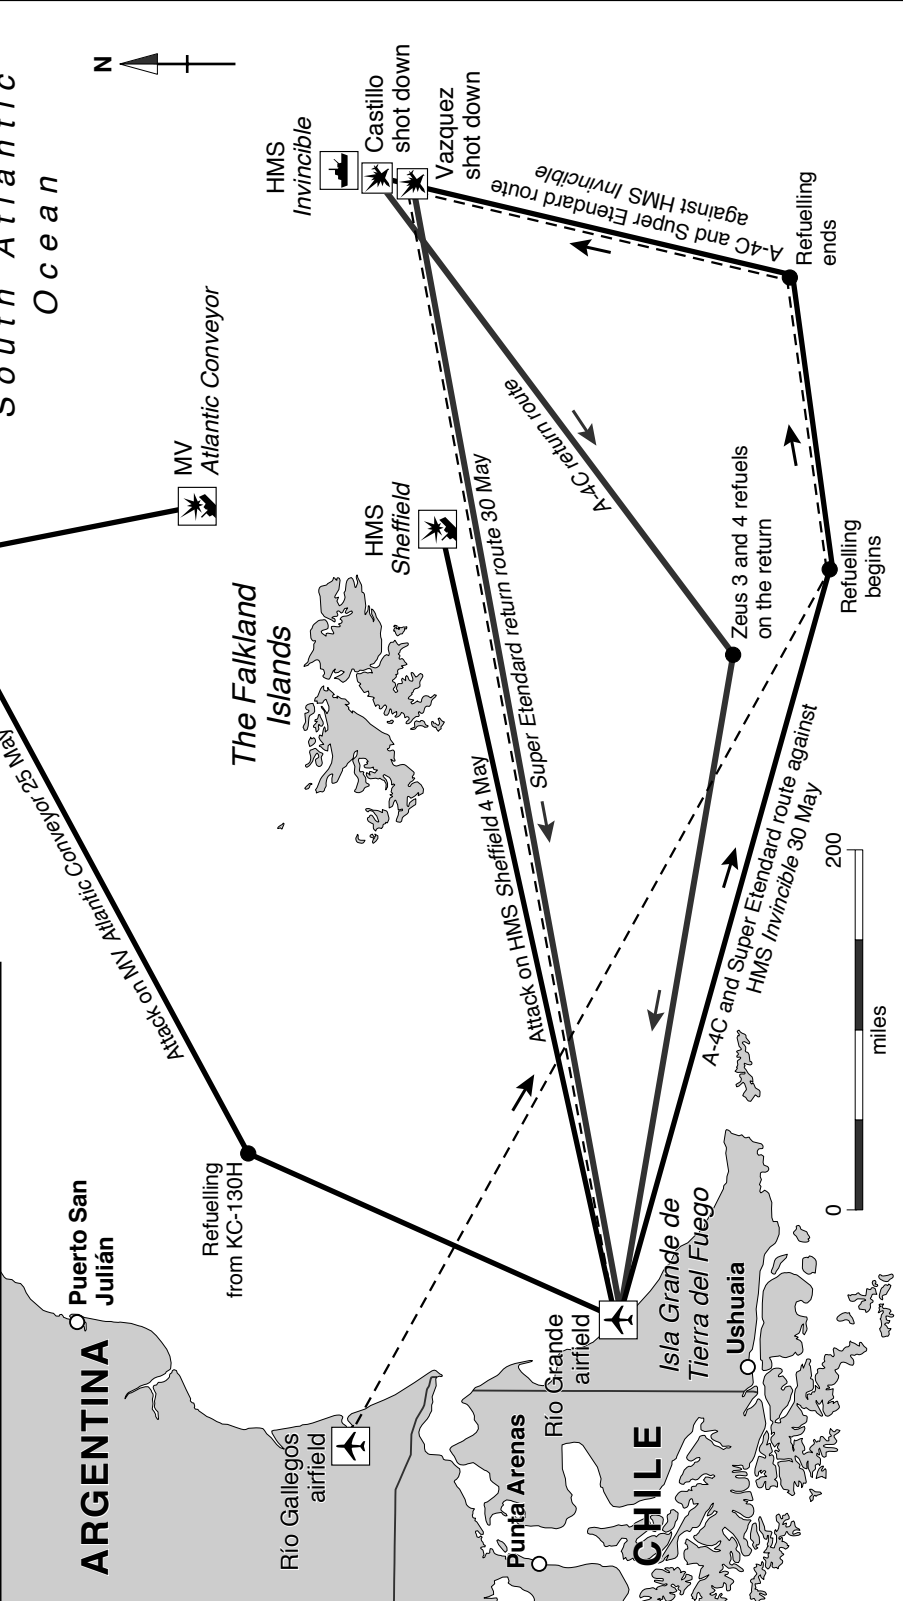 South Atlantic
Ocean
N
HMS
Invincible
Castillo
shot down
Vazquez
shot down
A-4C and Super Etendard route
against HMS Invincible
Refuelling
ends
MV
Atlantic Conveyor
HMS
Sheffield
A-4C return route
Super Etendard return route 30 May
Zeus 3 and 4 refuels
on the return
Refuelling
begins
The Falkland
Islands
Attack on MV Atlantic Conveyor 25 May
Attack on HMS Sheffield 4 May
A-4C and Super Etendard route against
HMS Invincible 30 May
Refuelling
from KC-130H
Puerto San
Julián
ARGENTINA
Río Gallegos
airfield
Río Grande
airfield
Isla Grande de
Tierra del Fuego
Ushuaia
Punta Arenas
CHILE
0
200
miles